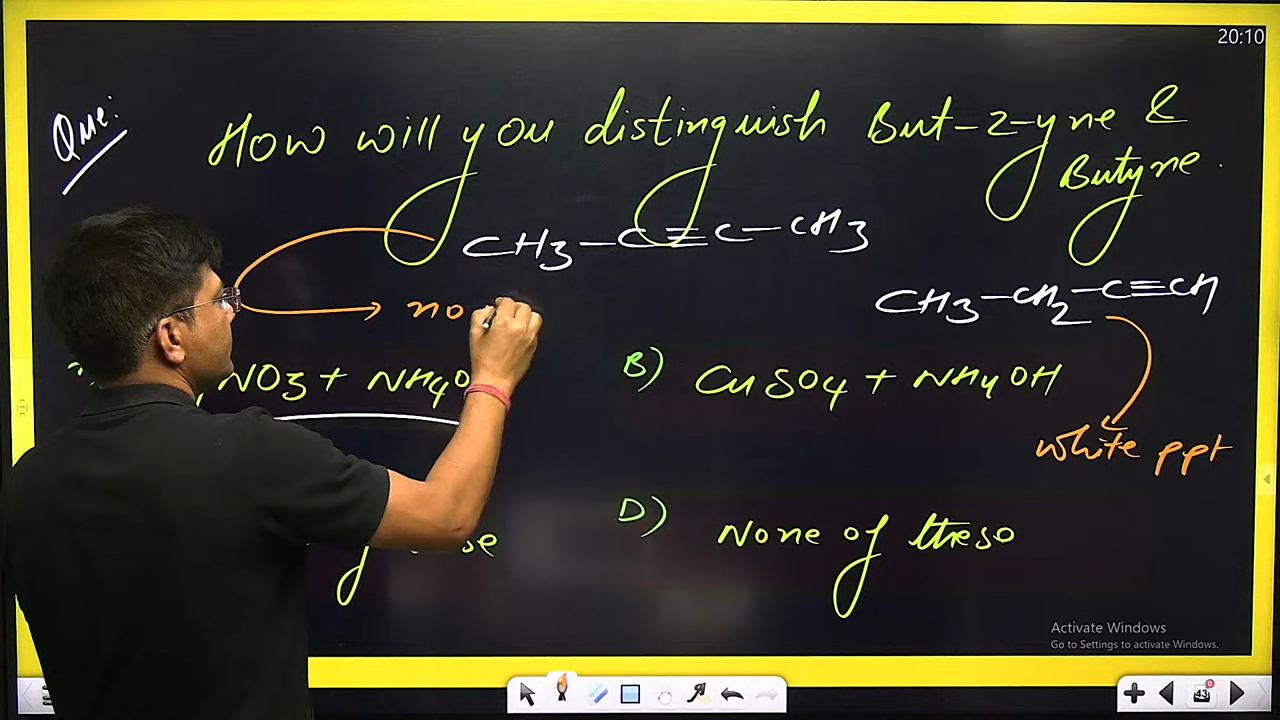 20:10
Que:
How will you distinguish But-2-yne &
Butyne.
CH3-C≡C-CH3
CH3-CH2-C≡CH
no
NO3 + NH4O
B) CuSO4 + NH4OH
white ppt
D) None of these
Activate Windows
Go to Settings to activate Windows.
43